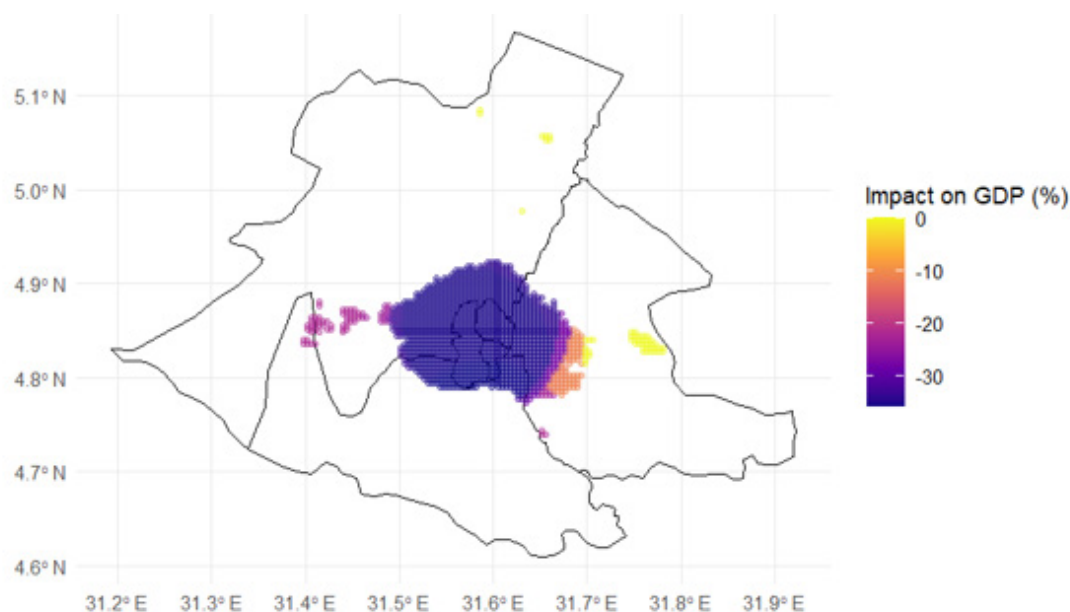 5.1° N
5.0° N
4.9° N
4.8° N
4.7° N
4.6° N
31.2° E 31.3° E 31.4° E 31.5° E 31.6° E 31.7° E 31.8° E 31.9° E
Impact on GDP (%)
0
-10
-20
-30